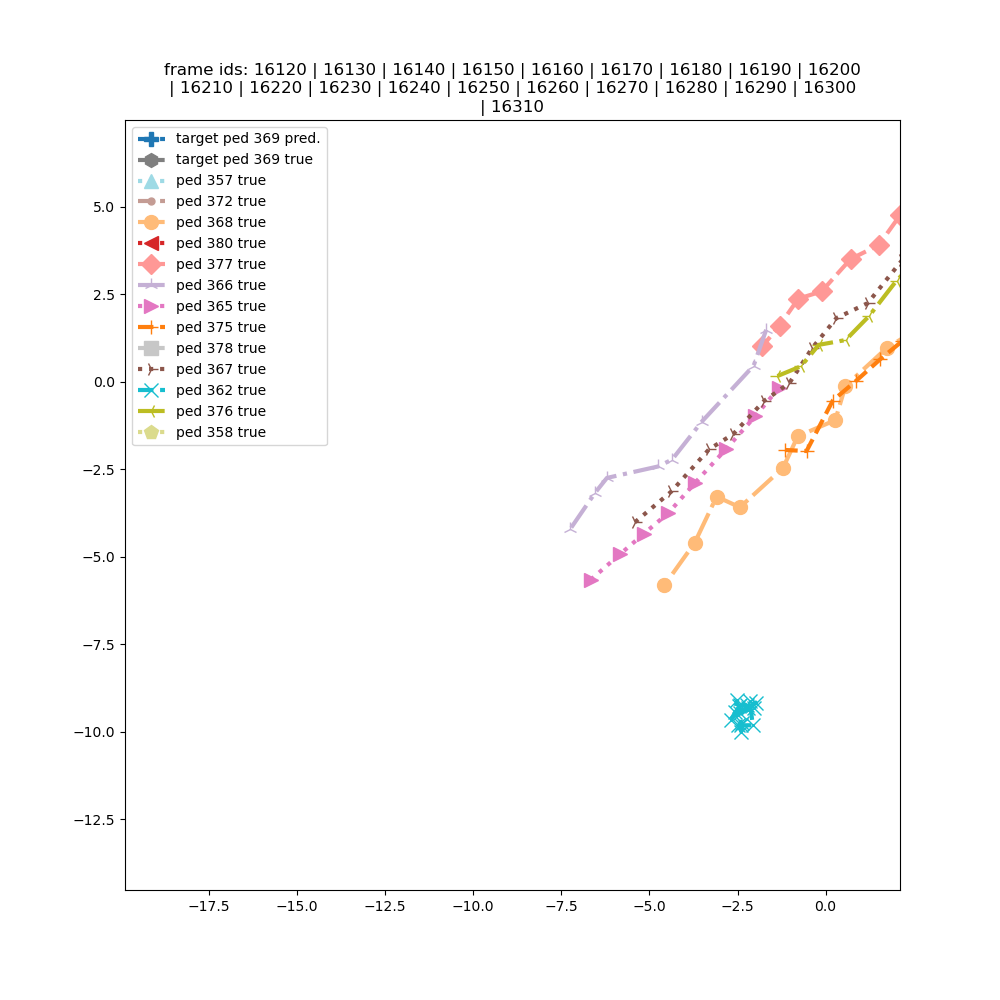 frame ids: 16120 | 16130 | 16140 | 16150 | 16160 | 16170 | 16180 | 16190 | 16200
| 16210 | 16220 | 16230 | 16240 | 16250 | 16260 | 16270 | 16280 | 16290 | 16300
| 16310
target ped 369 pred.
target ped 369 true
ped 357 true
ped 372 true
ped 368 true
ped 380 true
ped 377 true
ped 366 true
ped 365 true
ped 375 true
ped 378 true
ped 367 true
ped 362 true
ped 376 true
ped 358 true
5.0
2.5
0.0
−2.5
−5.0
−7.5
−10.0
−12.5
−17.5 −15.0 −12.5 −10.0 −7.5 −5.0 −2.5 0.0